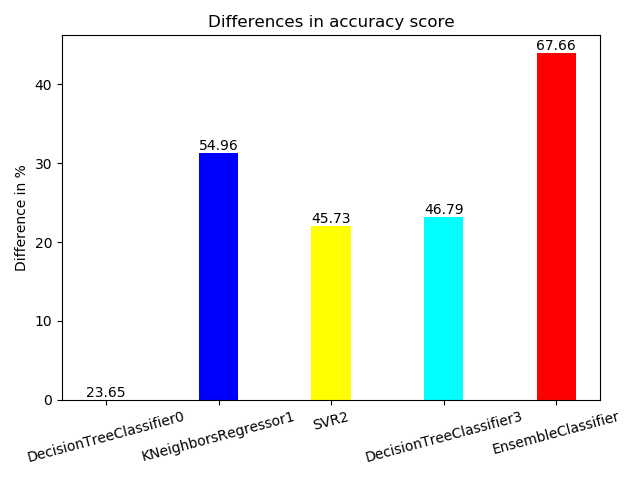 Differences in accuracy score
67.66
54.96
46.79
45.73
23.65
Difference in %
40
30
20
10
0
DecisionTreeClassifier0
KNeighborsRegressor1
SVR2
DecisionTreeClassifier3
EnsembleClassifier